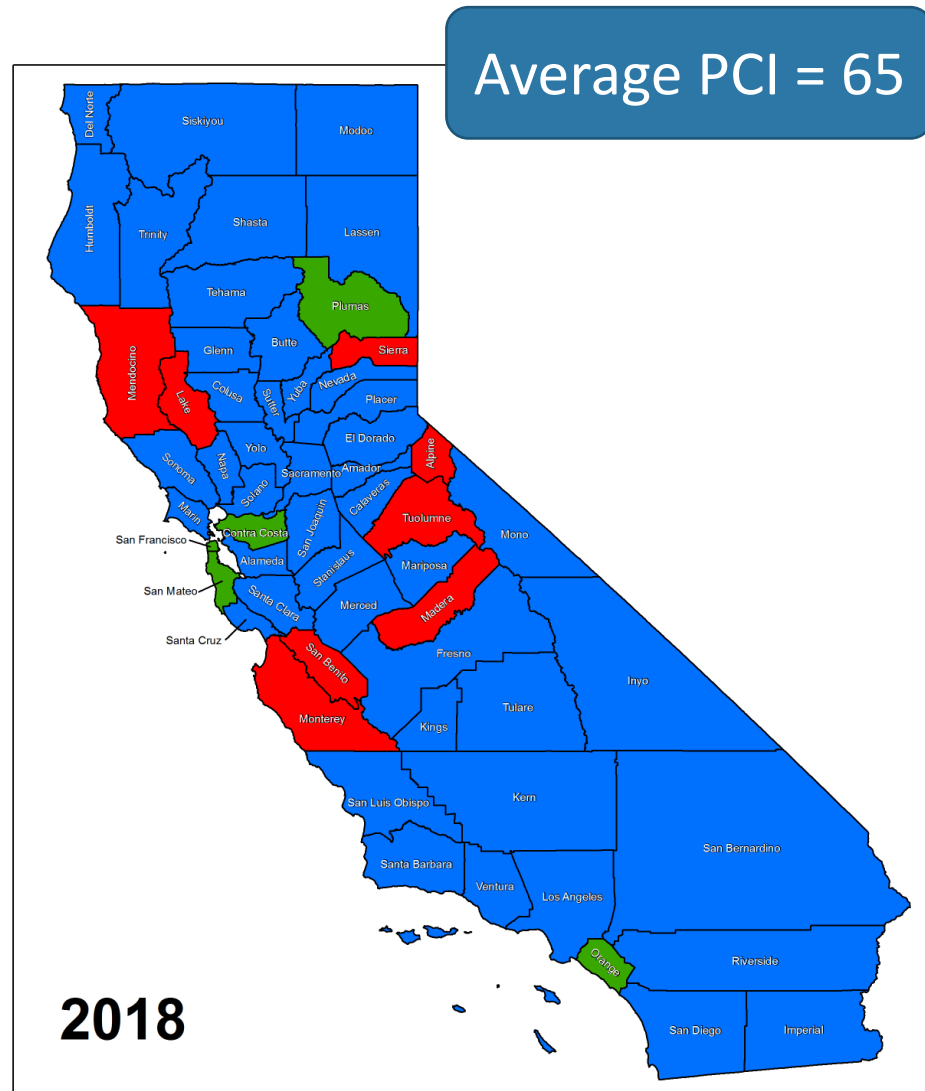 Average PCI = 65
Del Norte
Siskiyou
Modoc
Humboldt
Trinity
Shasta
Lassen
Tehama
Plumas
Mendocino
Glenn
Butte
Sierra
Lake
Colusa
Sutter
Yuba
Nevada
Placer
Sonoma
Napa
Yolo
El Dorado
Alpine
Sacramento
Amador
Solano
Calaveras
Marin
Contra Costa
San Joaquin
Tuolumne
Mono
San Francisco
Alameda
Stanislaus
Mariposa
San Mateo
Santa Clara
Merced
Madera
Santa Cruz
San Benito
Fresno
Inyo
Monterey
Kings
Tulare
San Luis Obispo
Kern
San Bernardino
Santa Barbara
Ventura
Los Angeles
Orange
Riverside
San Diego
Imperial
2018